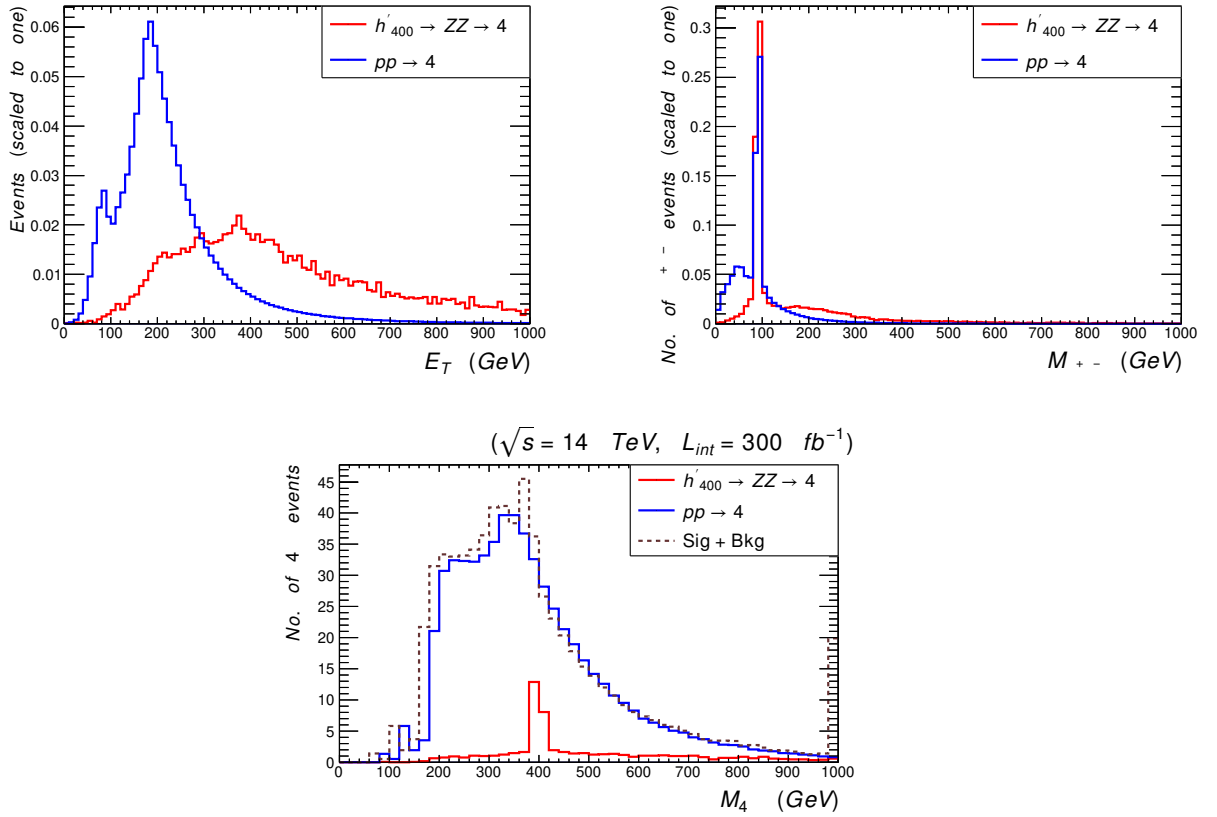 Events (scaled to one)
0.06
0.05
0.04
0.03
0.02
0.01
0
h′400 → ZZ → 4
pp → 4
0 100 200 300 400 500 600 700 800 900 1000
E_T (GeV)
No. of + - events (scaled to one)
0.3
0.25
0.2
0.15
0.1
0.05
0
h′400 → ZZ → 4
pp → 4
0 100 200 300 400 500 600 700 800 900 1000
M + - (GeV)
(√s = 14 TeV, L_int = 300 fb⁻¹)
No. of 4 events
45
40
35
30
25
20
15
10
5
0
h′400 → ZZ → 4
pp → 4
Sig + Bkg
0 100 200 300 400 500 600 700 800 900 1000
M_4 (GeV)